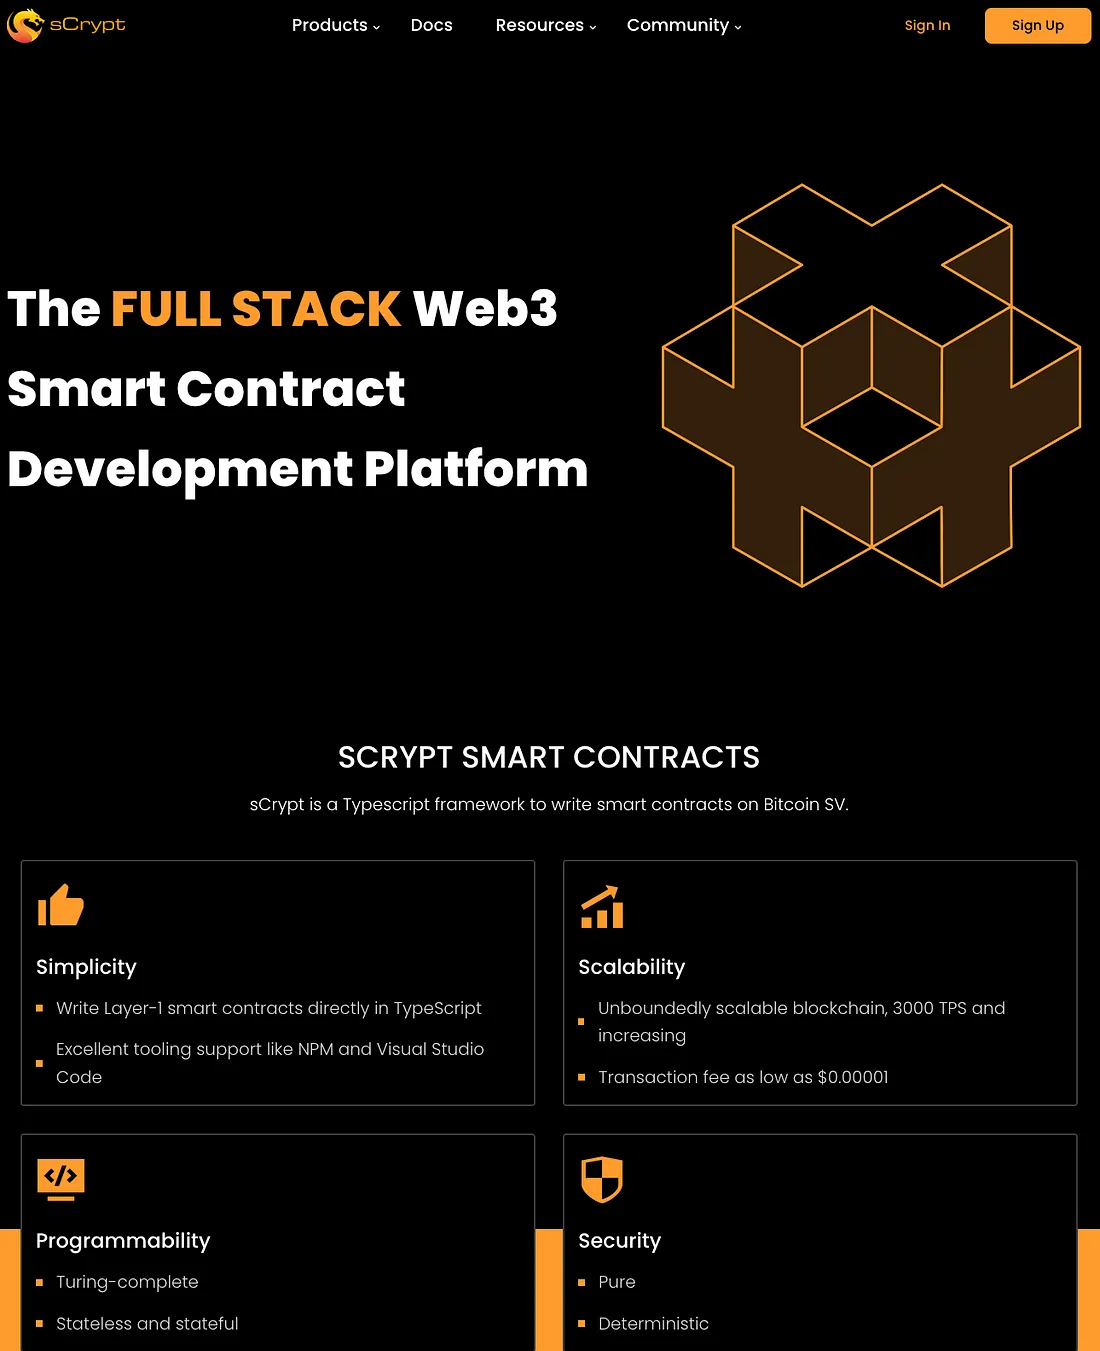 sCrypt
Products
Docs
Resources
Community
Sign In
Sign Up
The FULL STACK Web3
Smart Contract
Development Platform
SCRYPT SMART CONTRACTS
sCrypt is a Typescript framework to write smart contracts on Bitcoin SV.
Simplicity
Write Layer-1 smart contracts directly in TypeScript
Excellent tooling support like NPM and Visual Studio
Code
Scalability
Unboundedly scalable blockchain, 3000 TPS and
increasing
Transaction fee as low as $0.00001
Programmability
Turing-complete
Stateless and stateful
Security
Pure
Deterministic